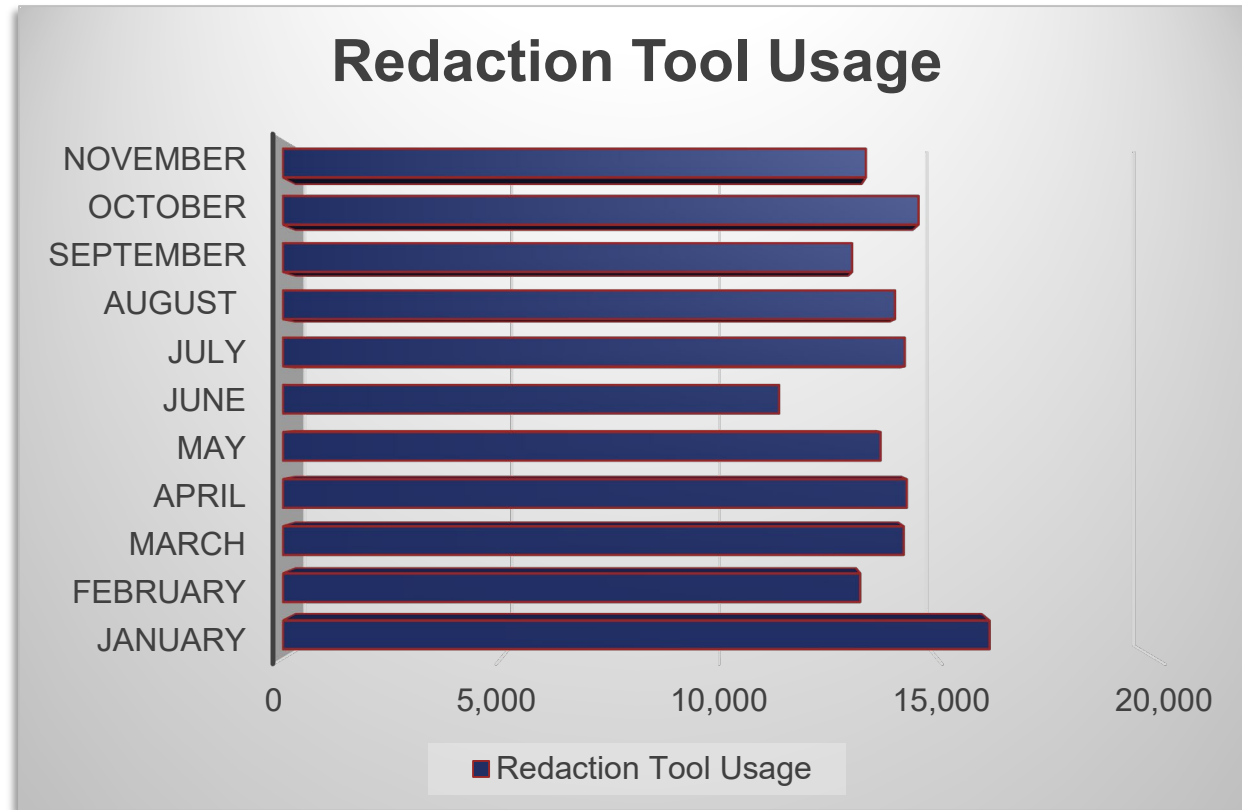 Redaction Tool Usage
NOVEMBER
OCTOBER
SEPTEMBER
AUGUST
JULY
JUNE
MAY
APRIL
MARCH
FEBRUARY
JANUARY
0 5,000 10,000 15,000 20,000
Redaction Tool Usage